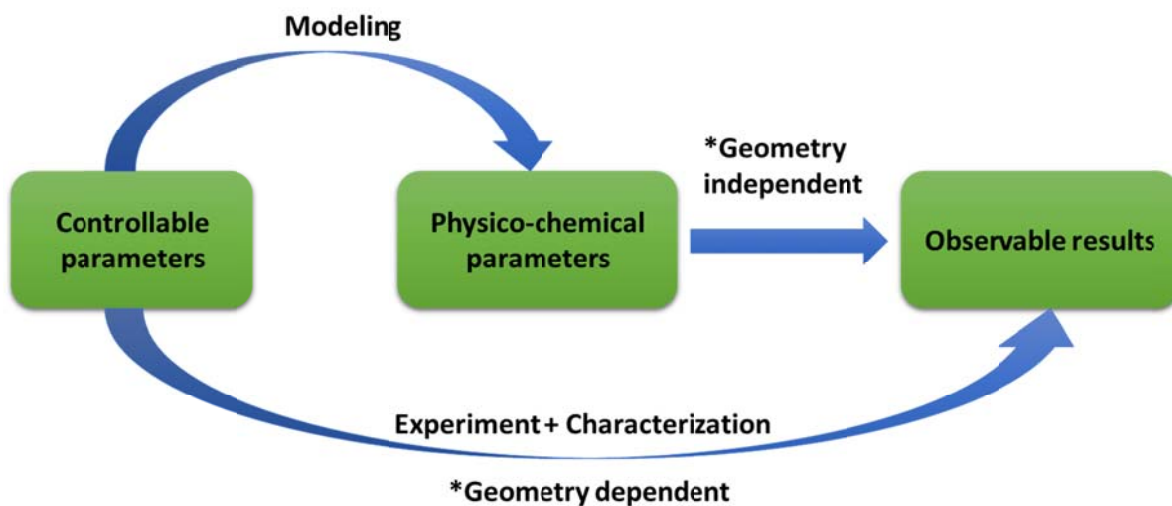 Modeling
*Geometry
independent
Controllable
parameters
Physico-chemical
parameters
Observable results
Experiment + Characterization
*Geometry dependent